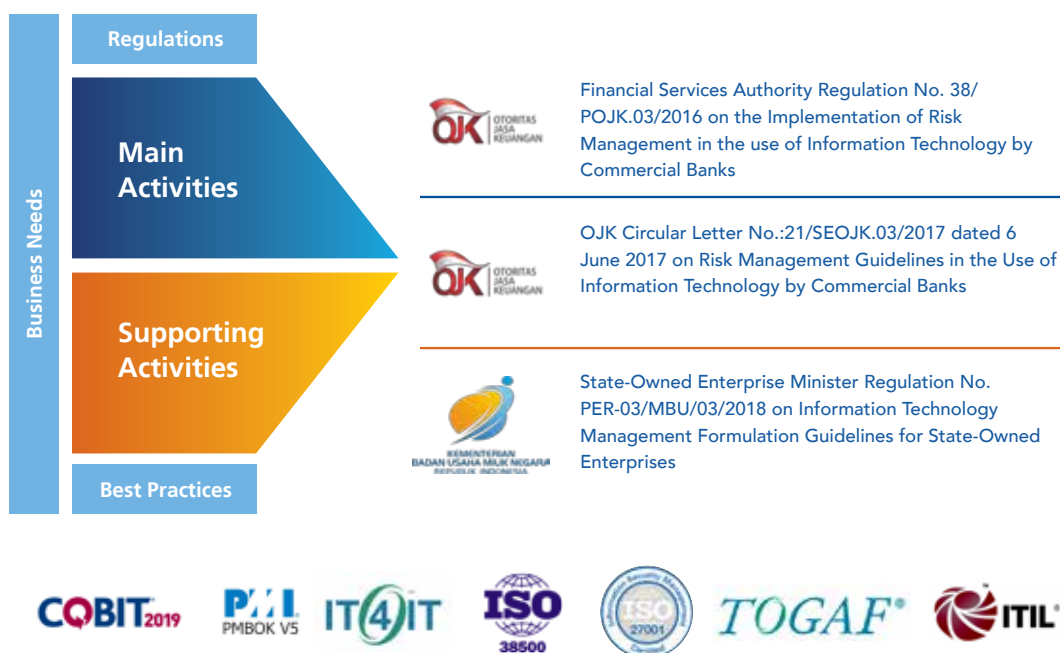 Business Needs
Regulations
Main
Activities
Supporting
Activities
Best Practices
OJK
OTORITAS
JASA
KEUANGAN
Financial Services Authority Regulation No. 38/
POJK.03/2016 on the Implementation of Risk
Management in the use of Information Technology by
Commercial Banks
OJK
OTORITAS
JASA
KEUANGAN
OJK Circular Letter No.:21/SEOJK.03/2017 dated 6
June 2017 on Risk Management Guidelines in the Use of
Information Technology by Commercial Banks
KEMENTERIAN
BADAN USAHA MILIK NEGARA
REPUBLIK INDONESIA
State-Owned Enterprise Minister Regulation No.
PER-03/MBU/03/2018 on Information Technology
Management Formulation Guidelines for State-Owned
Enterprises
COBIT 2019
PMI
PMBOK V5
IT4IT
ISO
38500
ISO
27001
TOGAF®
ITIL®